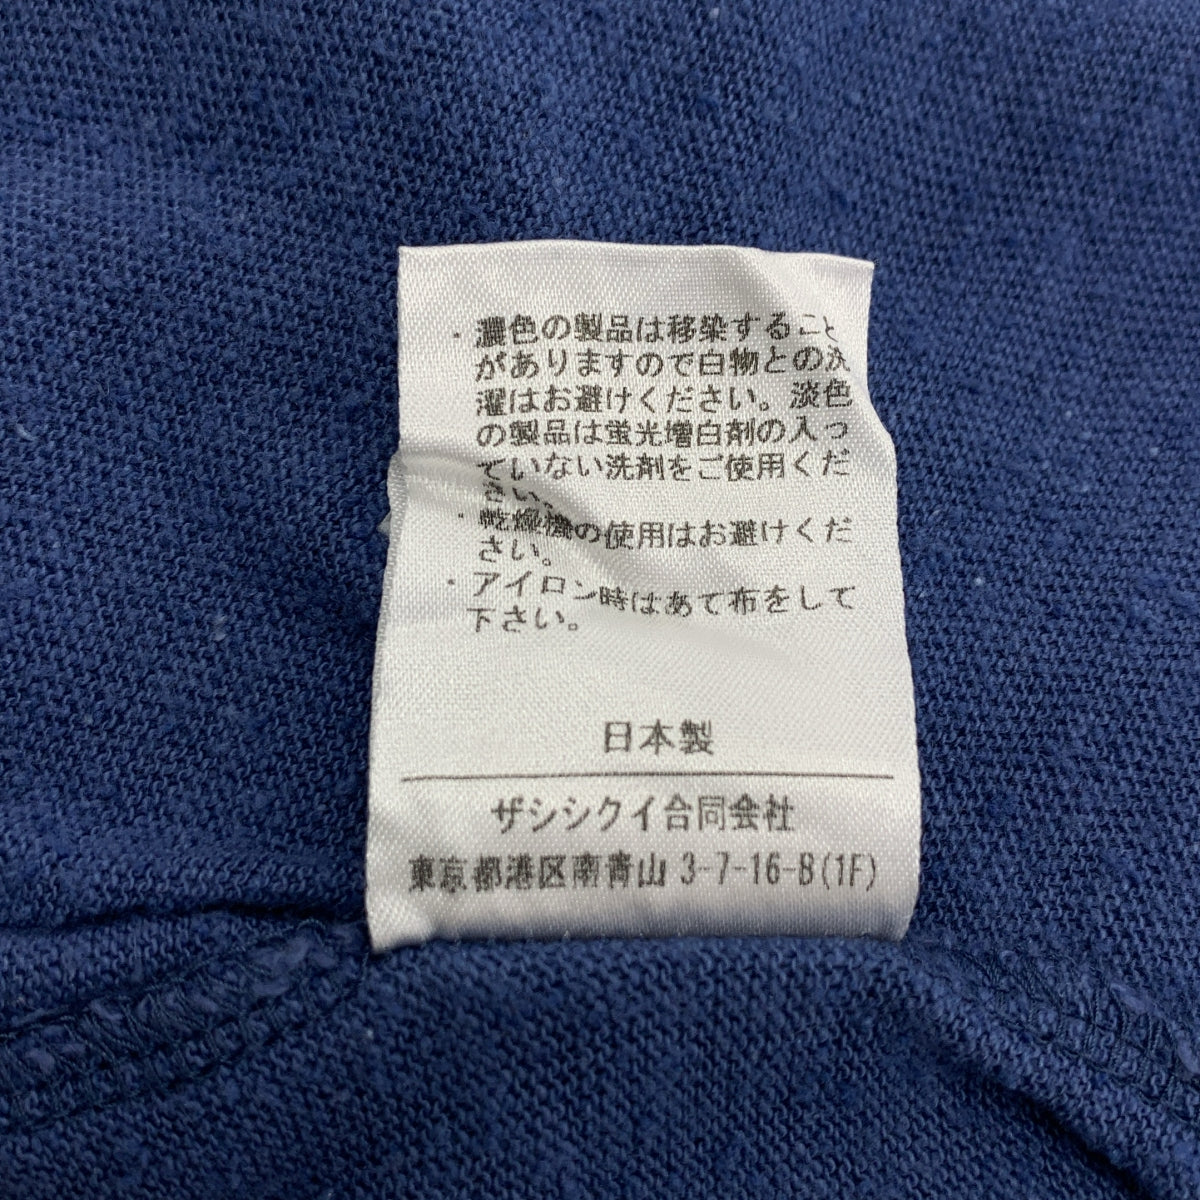 ・濃色の製品は移染すること
がありますので白物との洗
濯はお避けください。淡色
の製品は蛍光増白剤の入っ
ていない洗剤をご使用くだ
さい。
・乾燥機の使用はお避けくだ
さい。
・アイロン時はあて布をして
下さい。
日本製
ザシシクイ合同会社
東京都港区南青山 3-7-16-B(1F)